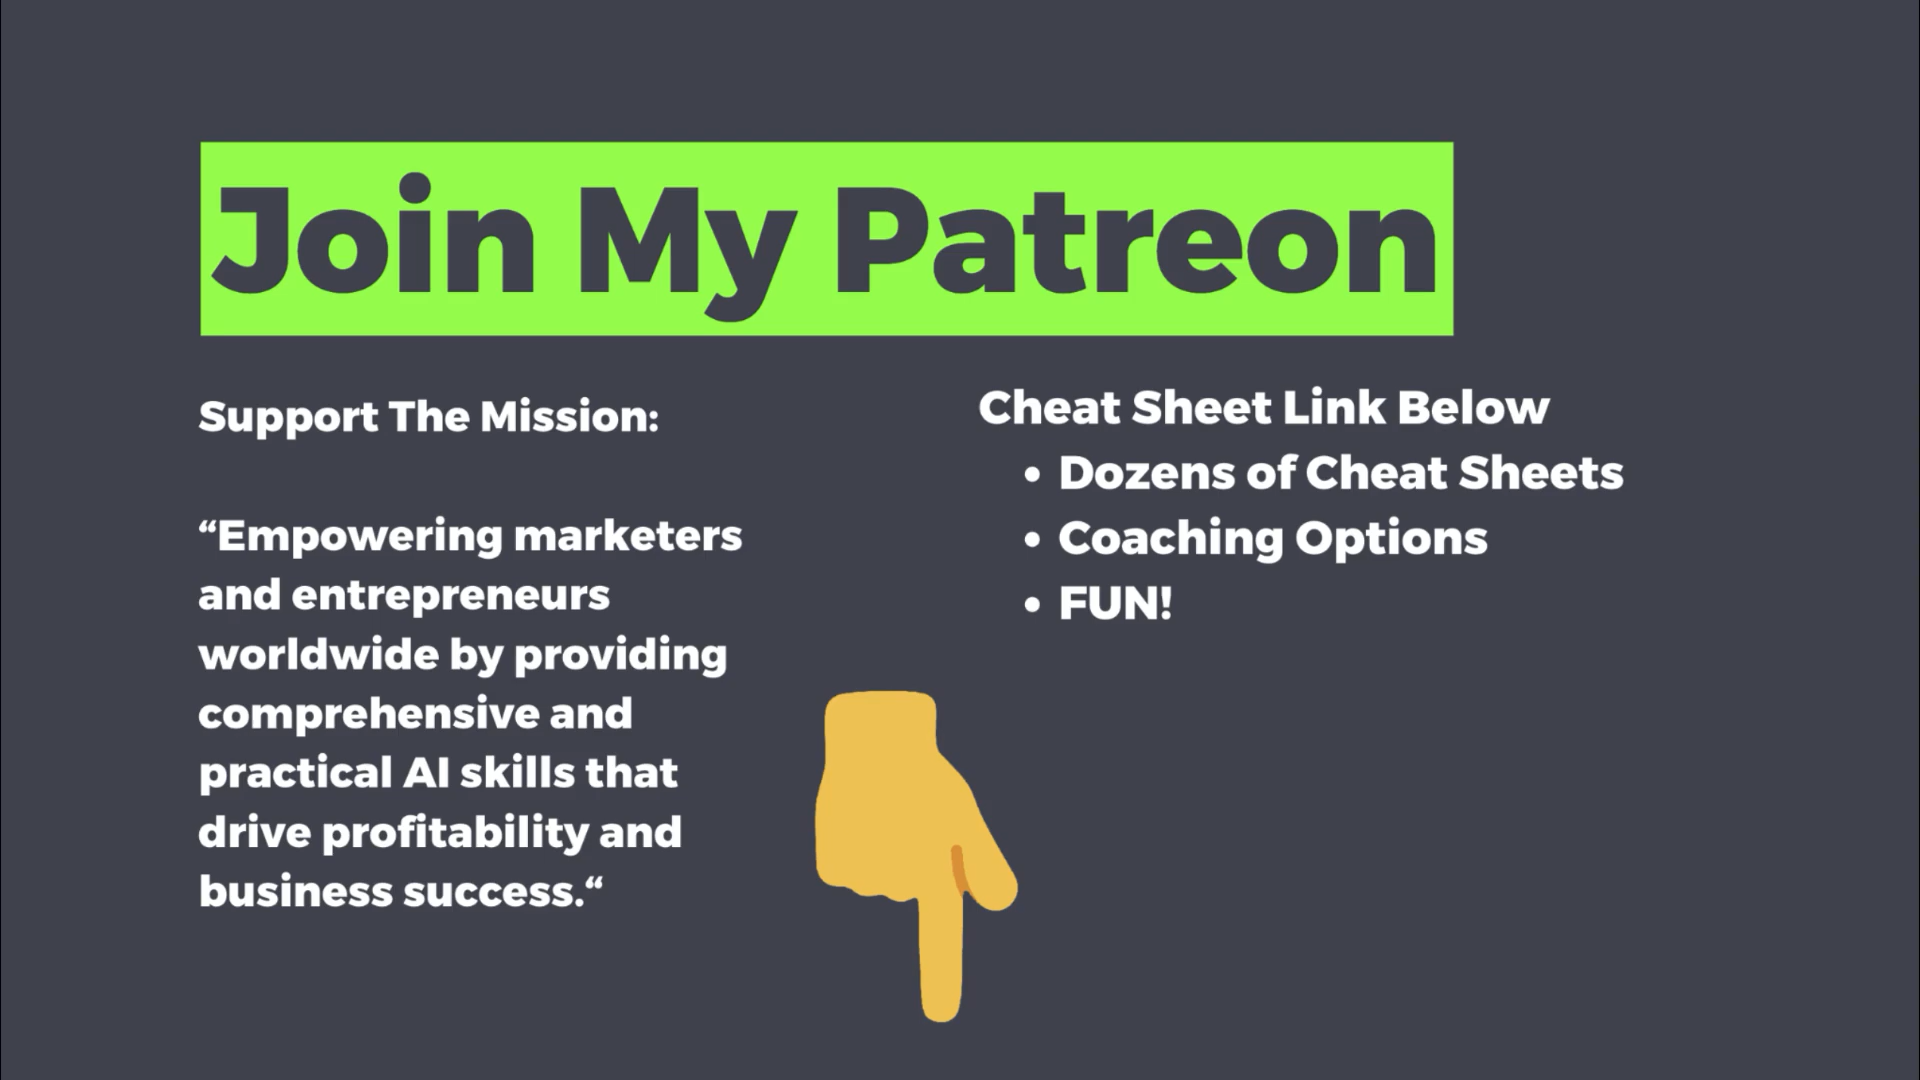 Join My Patreon
Support The Mission:
“Empowering marketers
and entrepreneurs
worldwide by providing
comprehensive and
practical AI skills that
drive profitability and
business success.“
Cheat Sheet Link Below
• Dozens of Cheat Sheets
• Coaching Options
• FUN!